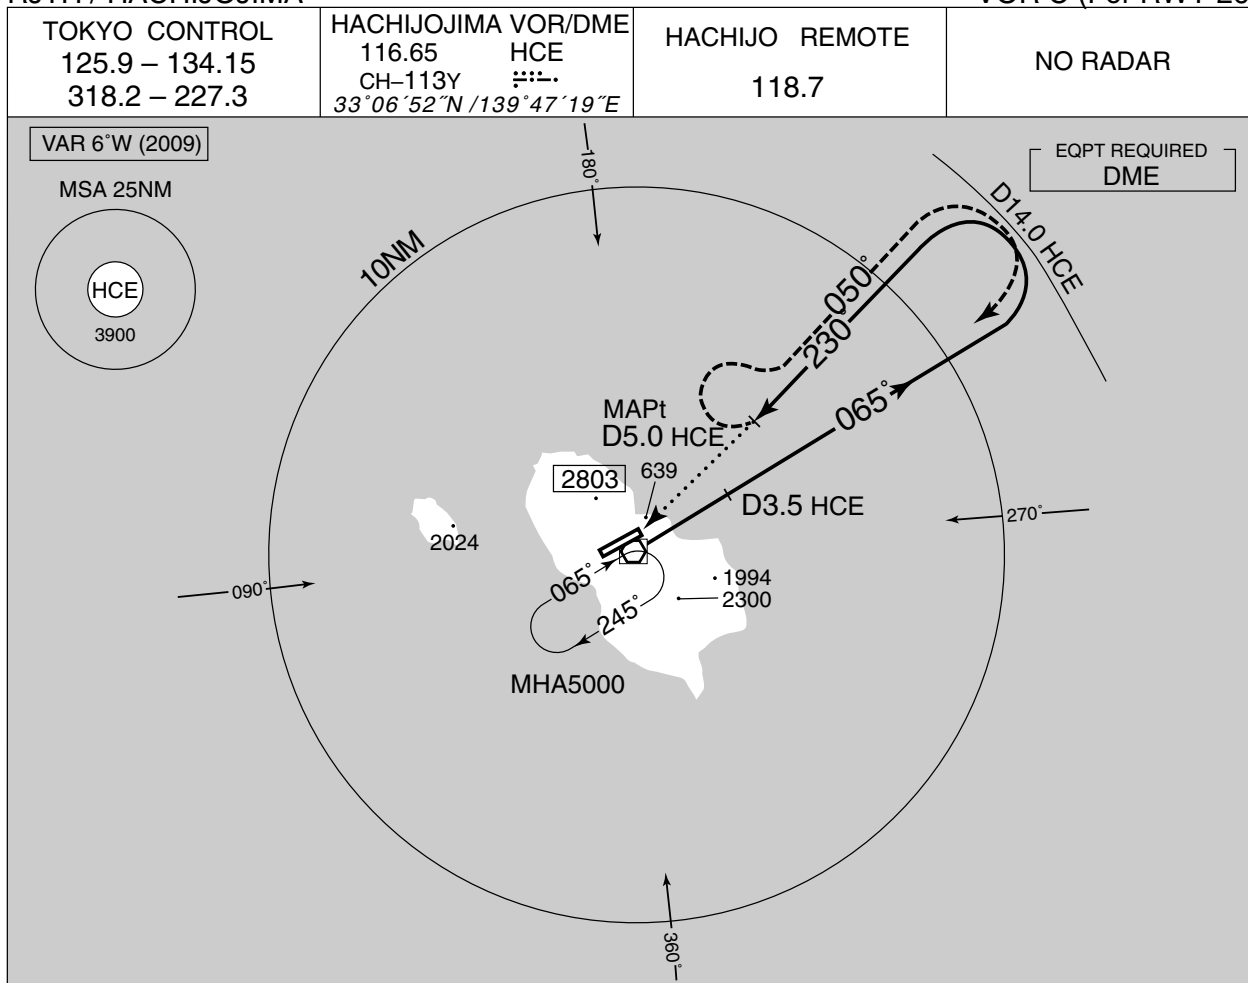 TOKYO CONTROL
125.9 – 134.15
318.2 – 227.3
HACHIJOJIMA VOR/DME
116.65 HCE
CH–113Y
33°06´52˝N /139°47´19˝E
HACHIJO REMOTE
118.7
NO RADAR
VAR 6°W (2009)
MSA 25NM
HCE
3900
EQPT REQUIRED
DME
180°
10NM
D14.0 HCE
050°
230°
065°
MAPt
D5.0 HCE
2803
639
D3.5 HCE
2024
270°
090°
065°
245°
1994
2300
MHA5000
360°